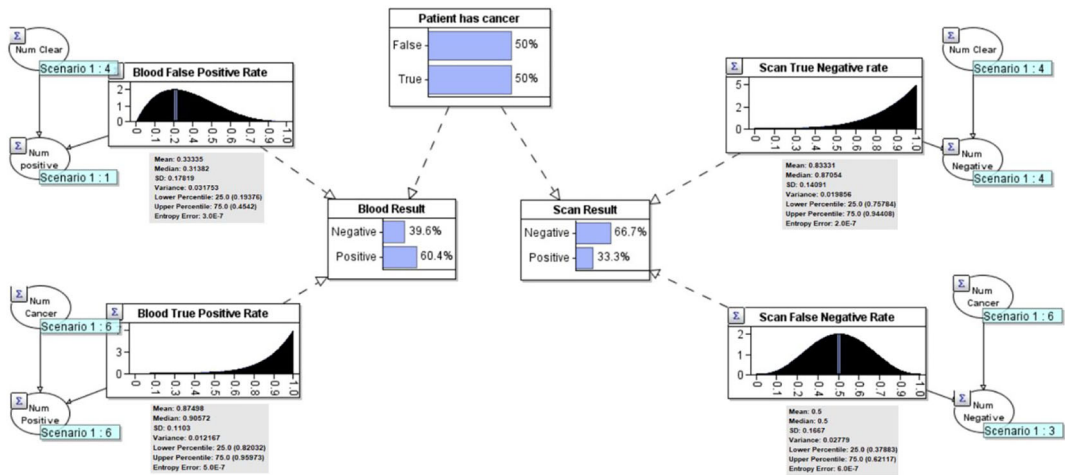 Patient has cancer
False
50%
True
50%
Σ
Num Clear
Scenario 1 : 4
Σ
Num
positive
Scenario 1 : 1
Blood False Positive Rate
2
1
0
0
0.1
0.2
0.3
0.4
0.5
0.6
0.7
0.8
0.9
1.0
Mean: 0.33335
Median: 0.31382
SD: 0.17819
Variance: 0.031753
Lower Percentile: 25.0 (0.19376)
Upper Percentile: 75.0 (0.4542)
Entropy Error: 3.0E-7
Σ
Scan True Negative rate
5
0
0
0.1
0.2
0.3
0.4
0.5
0.6
0.7
0.8
0.9
1.0
Mean: 0.83331
Median: 0.87054
SD: 0.14091
Variance: 0.019856
Lower Percentile: 25.0 (0.75784)
Upper Percentile: 75.0 (0.94408)
Entropy Error: 2.0E-7
Σ
Num Clear
Scenario 1 : 4
Σ
Num
Negative
Scenario 1 : 4
Blood Result
Negative
39.6%
Positive
60.4%
Scan Result
Negative
66.7%
Positive
33.3%
Σ
Num
Cancer
Scenario 1 : 6
Σ
Num
Positive
Scenario 1 : 6
Σ
Blood True Positive Rate
3
0
0
0.1
0.2
0.3
0.4
0.5
0.6
0.7
0.8
0.9
1.0
Mean: 0.87498
Median: 0.90572
SD: 0.1103
Variance: 0.012167
Lower Percentile: 25.0 (0.82032)
Upper Percentile: 75.0 (0.95973)
Entropy Error: 5.0E-7
Σ
Scan False Negative Rate
2
1
0
0
0.1
0.2
0.3
0.4
0.5
0.6
0.7
0.8
0.9
1.0
Mean: 0.5
Median: 0.5
SD: 0.1667
Variance: 0.02779
Lower Percentile: 25.0 (0.37883)
Upper Percentile: 75.0 (0.62117)
Entropy Error: 6.0E-7
Σ
Num
Cancer
Scenario 1 : 6
Σ
Num
Negative
Scenario 1 : 3